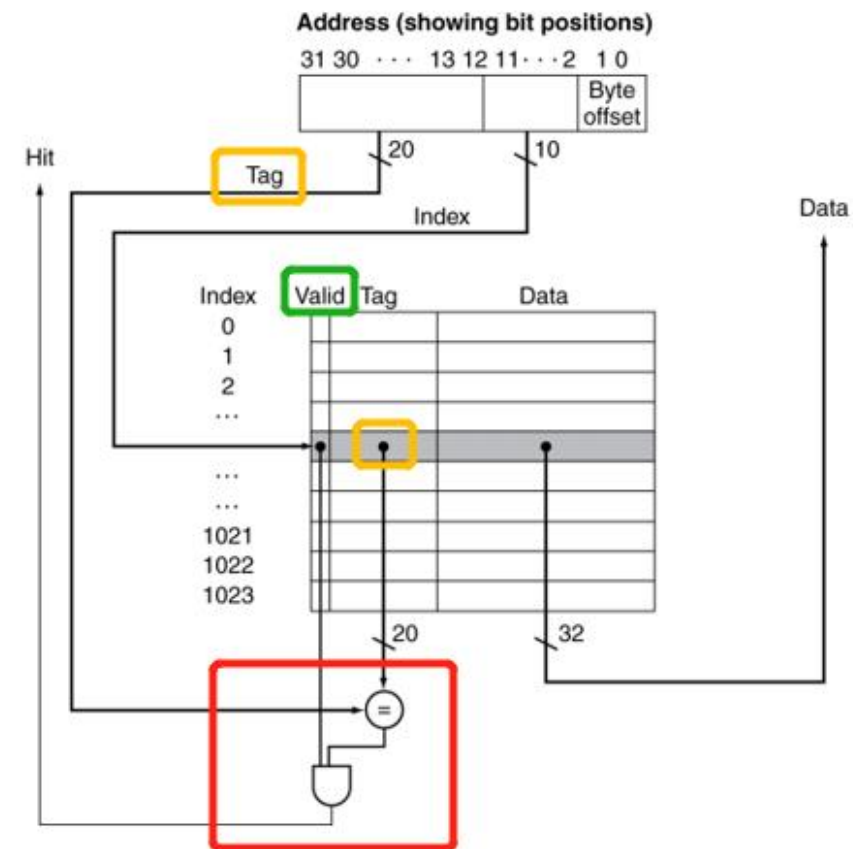 Address (showing bit positions)
31 30 ··· 13 12 11 ··· 2 1 0
Byte
offset
20 10
Hit
Tag
Data
Index
Index Valid Tag Data
0
1
2
···
···
···
1021
1022
1023
20 32
=